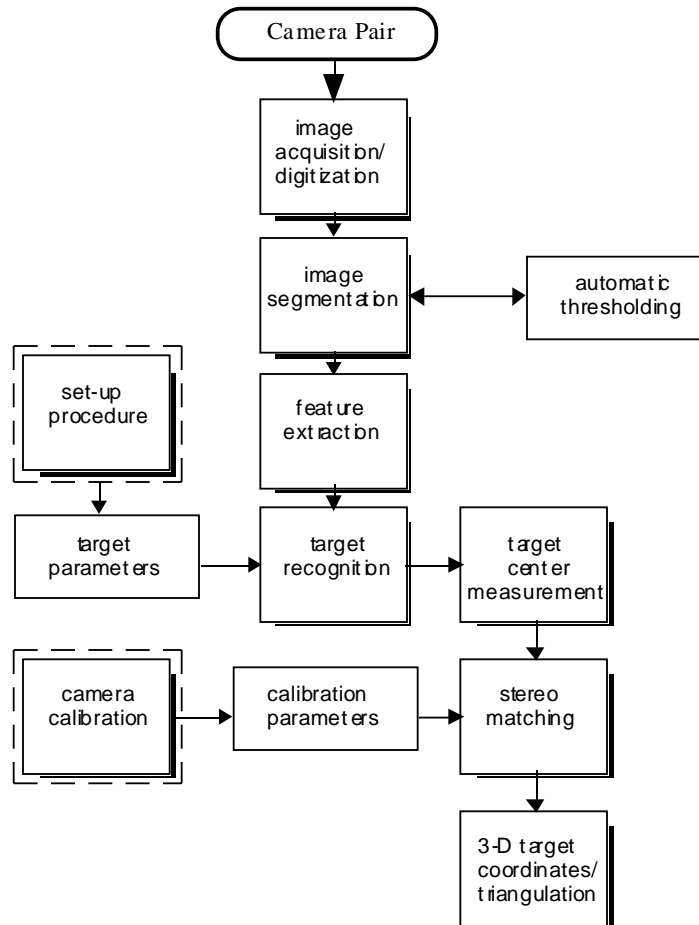 Camera Pair
image
acquisition/
digitization
image
segmentation
automatic
thresholding
set-up
procedure
feature
extraction
target
parameters
target
recognition
target
center
measurement
camera
calibration
calibration
parameters
stereo
matching
3-D target
coordinates/
triangulation